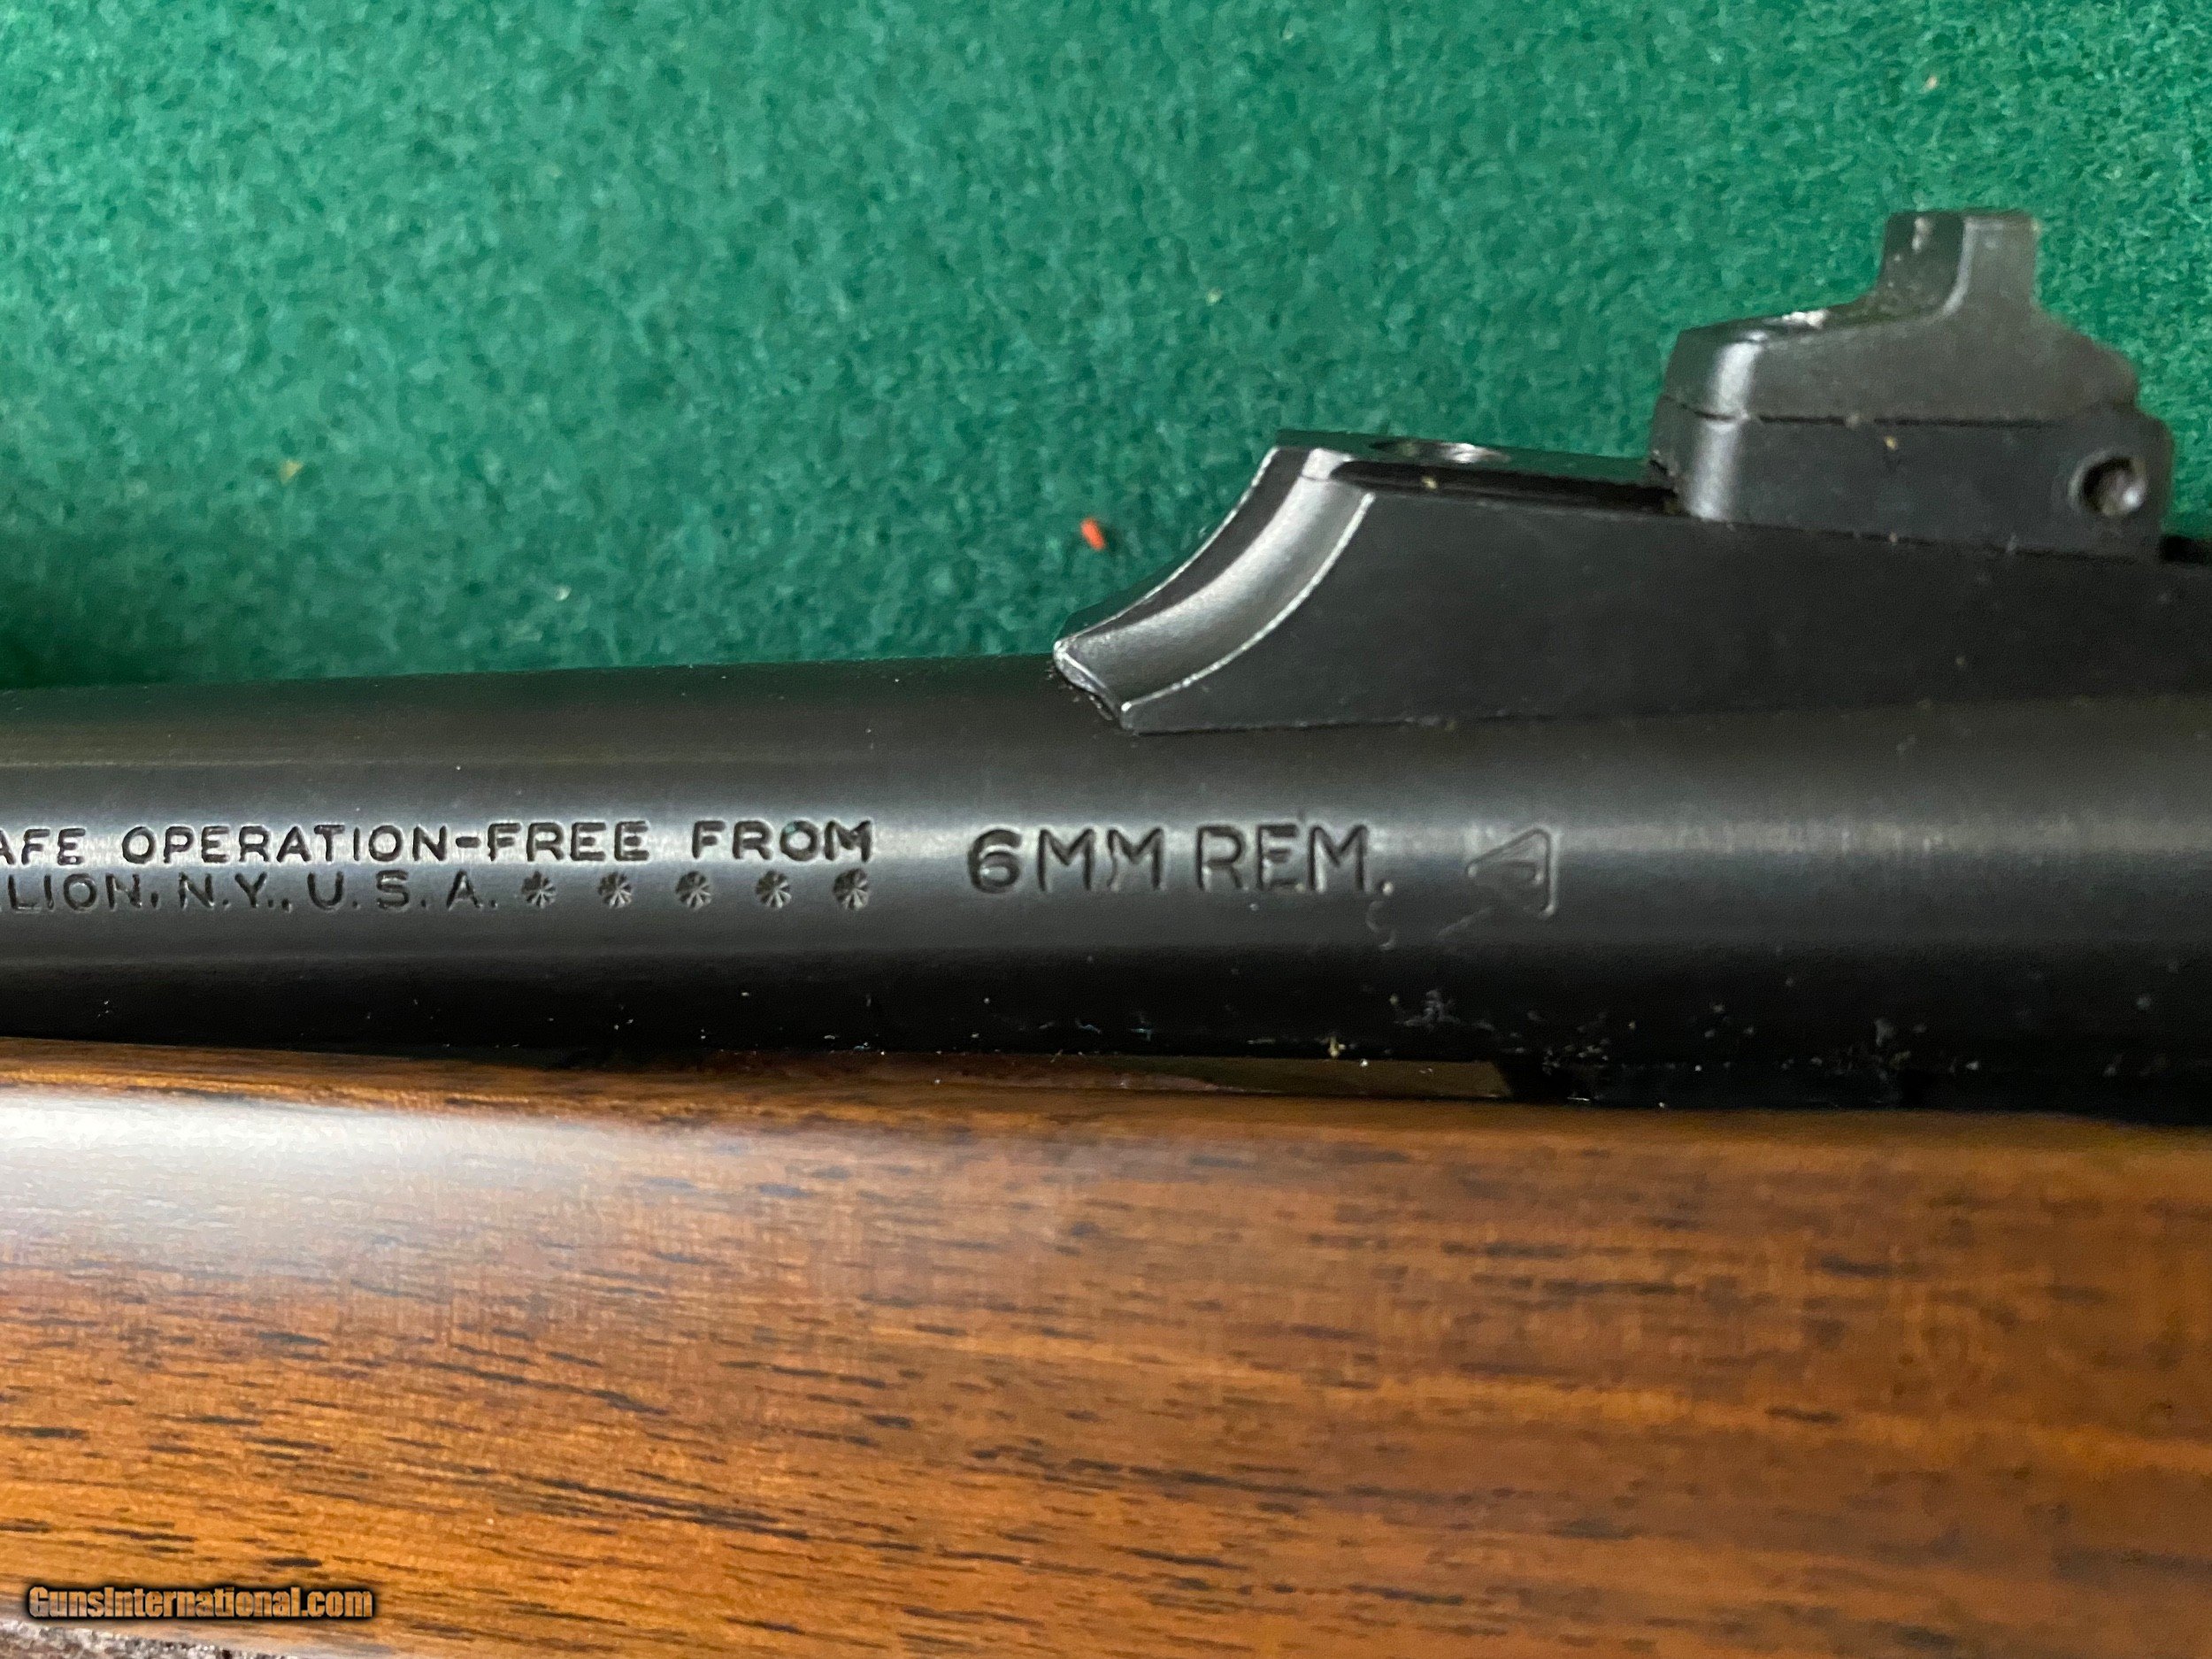 AFE OPERATION-FREE FROM
LION, N.Y., U.S.A. * * * * *
6MM REM.
GunsInternational.com